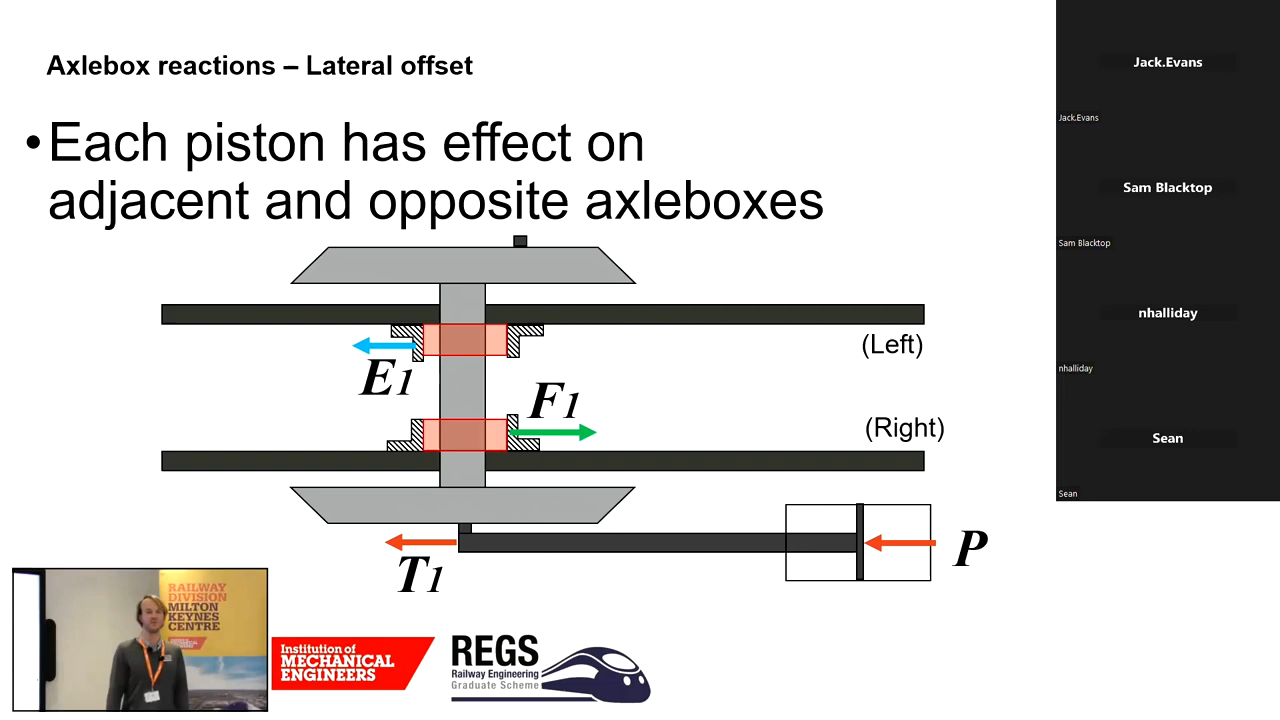 Axlebox reactions – Lateral offset
•Each piston has effect on
adjacent and opposite axleboxes
(Left)
E1
F1
(Right)
T1
P
RAILWAY
DIVISION
MILTON
KEYNES
CENTRE
Institution of
MECHANICAL
ENGINEERS
REGS
Railway Engineering
Graduate Scheme
Jack.Evans
Jack.Evans
Sam Blacktop
Sam Blacktop
nhalliday
nhalliday
Sean
Sean